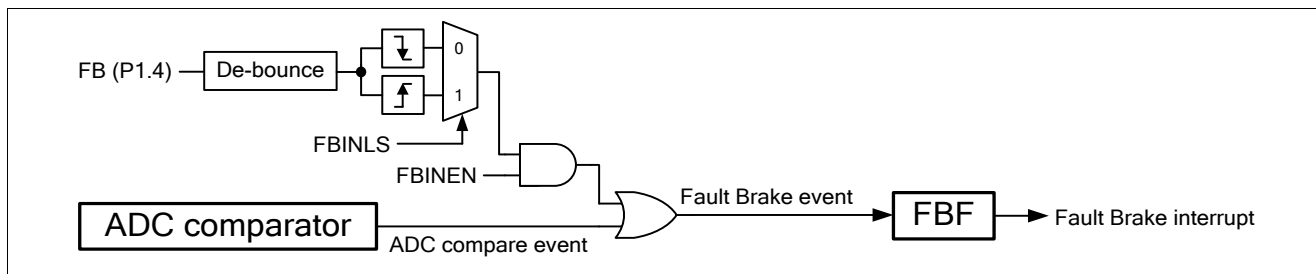 0
FB (P1.4)
De-bounce
1
FBINLS
FBINEN
Fault Brake event
FBF
Fault Brake interrupt
ADC comparator
ADC compare event